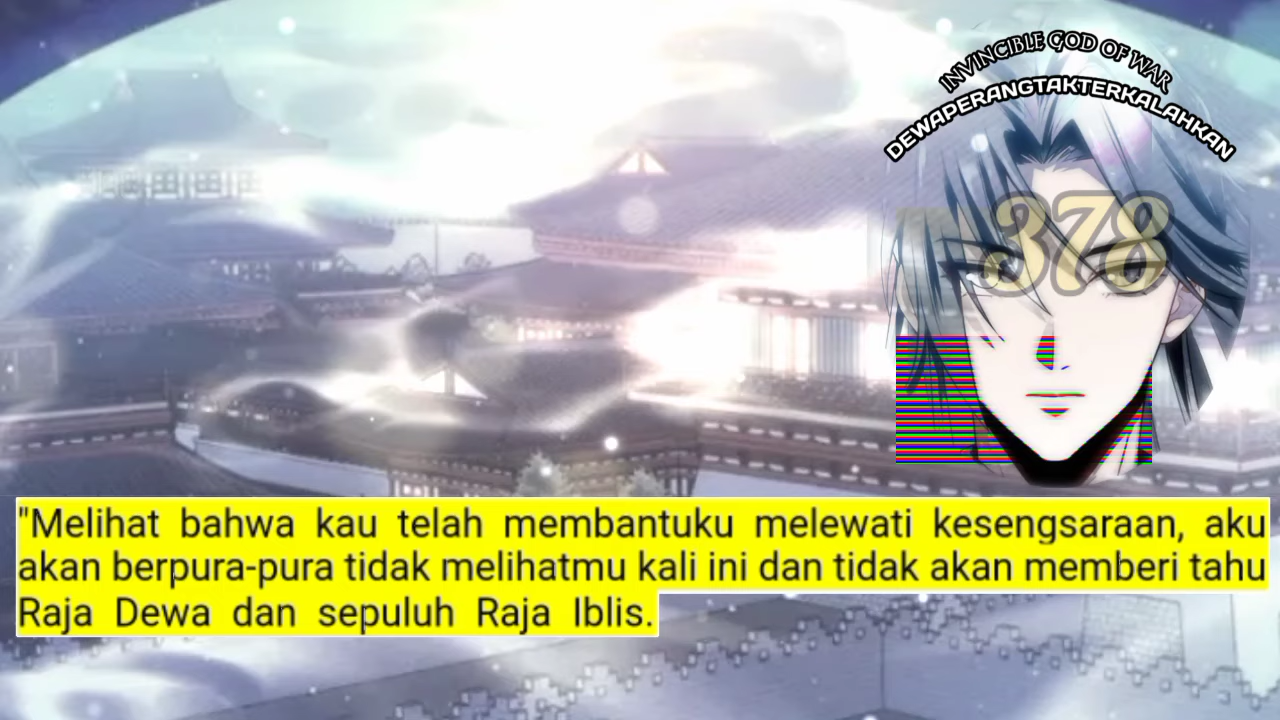 INVINCIBLE GOD OF WAR
DEWAPERANGTAKTERKALAHKAN
378
"Melihat bahwa kau telah membantuku melewati kesengsaraan, aku
akan berpura-pura tidak melihatmu kali ini dan tidak akan memberi tahu
Raja Dewa dan sepuluh Raja Iblis.